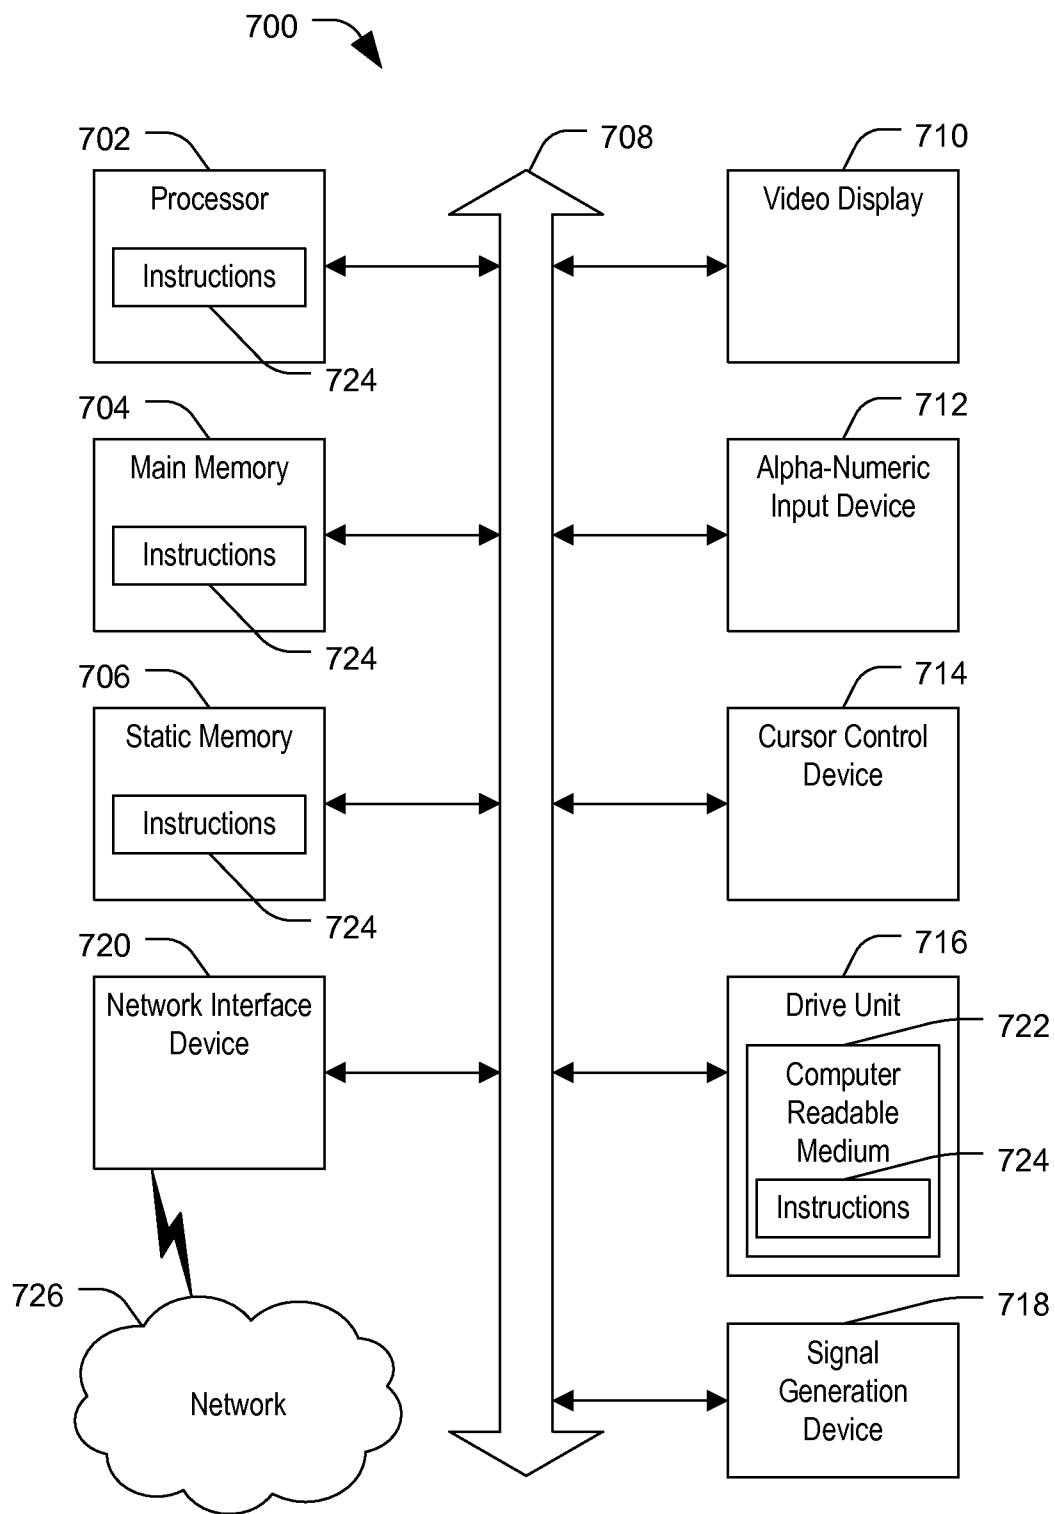 700
702
708
710
Processor
Video Display
Instructions
724
704
712
Main Memory
Alpha-Numeric
Input Device
Instructions
724
706
714
Static Memory
Cursor Control
Device
Instructions
724
720
716
Network Interface
Device
Drive Unit
722
Computer
Readable
Medium
724
Instructions
726
718
Network
Signal
Generation
Device